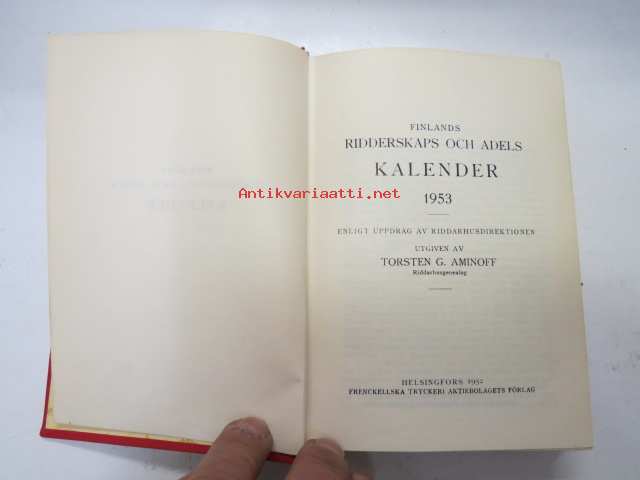 FINLANDS
RIDDERSKAPS OCH ADELS
KALENDER
1953
Antikvariaatti.net
ENLIGT UPPDRAG AV RIDDARHUSDIREKTIONEN
UTGIVEN AV
TORSTEN G. AMINOFF
Riddarhusgenealog
HELSINGFORS 1952
FRENCKELLSKA TRYCKERI AKTIEBOLAGETS FÖRLAG